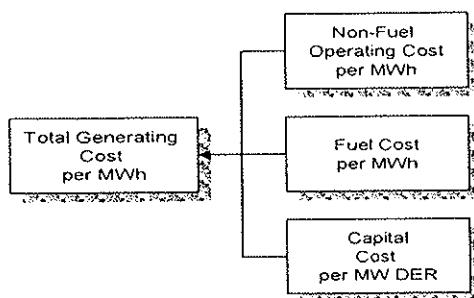 Non-Fuel
Operating Cost
per MWh
Total Generating
Cost
per MWh
Fuel Cost
per MWh
Capital
Cost
per MW DER